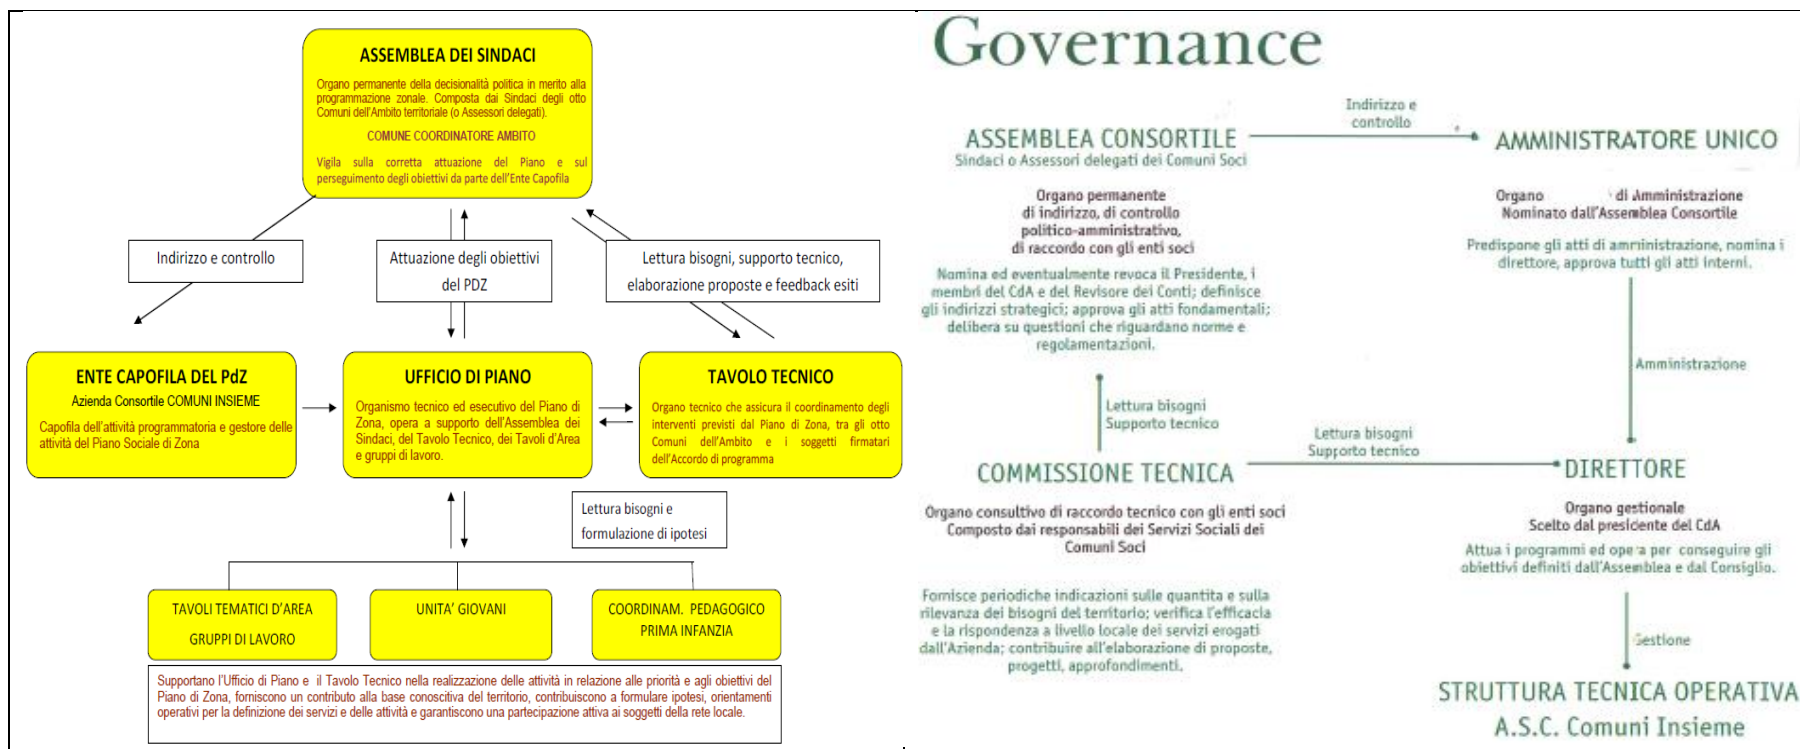 ASSEMBLEA DEI SINDACI
Organo permanente della decisionalità politica in merito alla
programmazione zonale. Composta dai Sindaci degli otto
Comuni dell'Ambito territoriale (o Assessori delegati).
COMUNE COORDINATORE AMBITO
Vigila sulla corretta attuazione del Piano e sul
perseguimento degli obiettivi da parte dell'Ente Capofila
Indirizzo e controllo
Attuazione degli obiettivi
del PDZ
Lettura bisogni, supporto tecnico,
elaborazione proposte e feedback esiti
ENTE CAPOFILA DEL PdZ
Azienda Consortile COMUNI INSIEME
Capofila dell'attività programmatoria e gestore delle
attività del Piano Sociale di Zona
UFFICIO DI PIANO
Organismo tecnico ed esecutivo del Piano di
Zona, opera a supporto dell'Assemblea dei
Sindaci, del Tavolo Tecnico, dei Tavoli d'Area
e gruppi di lavoro.
TAVOLO TECNICO
Organo tecnico che assicura il coordinamento degli
interventi previsti dal Piano di Zona, tra gli otto
Comuni dell'Ambito e i soggetti firmatari
dell'Accordo di programma
Lettura bisogni e
formulazione di ipotesi
TAVOLI TEMATICI D'AREA
GRUPPI DI LAVORO
UNITA' GIOVANI
COORDINAM. PEDAGOGICO
PRIMA INFANZIA
Supportano l'Ufficio di Piano e il Tavolo Tecnico nella realizzazione delle attività in relazione alle priorità e agli obiettivi del
Piano di Zona, forniscono un contributo alla base conoscitiva del territorio, contribuiscono a formulare ipotesi, orientamenti
operativi per la definizione dei servizi e delle attività e garantiscono una partecipazione attiva ai soggetti della rete locale.
Governance
ASSEMBLEA CONSORTILE
Sindaci o Assessori delegati dei Comuni Soci
Indirizzo e
controllo
AMMINISTRATORE UNICO
Organo permanente
di indirizzo, di controllo
politico-amministrativo,
di raccordo con gli enti soci
Nomina ed eventualmente revoca il Presidente, i
membri del CdA e del Revisore dei Conti; definisce
gli indirizzi strategici; approva gli atti fondamentali;
delibera su questioni che riguardano norme e
regolamentazioni.
Organo di Amministrazione
Nominato dall'Assemblea Consortile
Predispone gli atti di amministrazione, nomina i
direttore, approva tutti gli atti interni.
Amministrazione
Lettura bisogni
Supporto tecnico
COMMISSIONE TECNICA
Lettura bisogni
Supporto tecnico
DIRETTORE
Organo consultivo di raccordo tecnico con gli enti soci
Composto dai responsabili dei Servizi Sociali dei
Comuni Soci
Fornisce periodiche indicazioni sulle quantita e sulla
rilevanza dei bisogni del territorio; verifica l'efficacia
e la rispondenza a livello locale dei servizi erogati
dall'Azienda; contribuire all'elaborazione di proposte,
progetti, approfondimenti.
Organo gestionale
Scelto dal presidente del CdA
Attua i programmi ed opera per conseguire gli
obiettivi definiti dall'Assemblea e dal Consiglio.
Gestione
STRUTTURA TECNICA OPERATIVA
A.S.C. Comuni Insieme